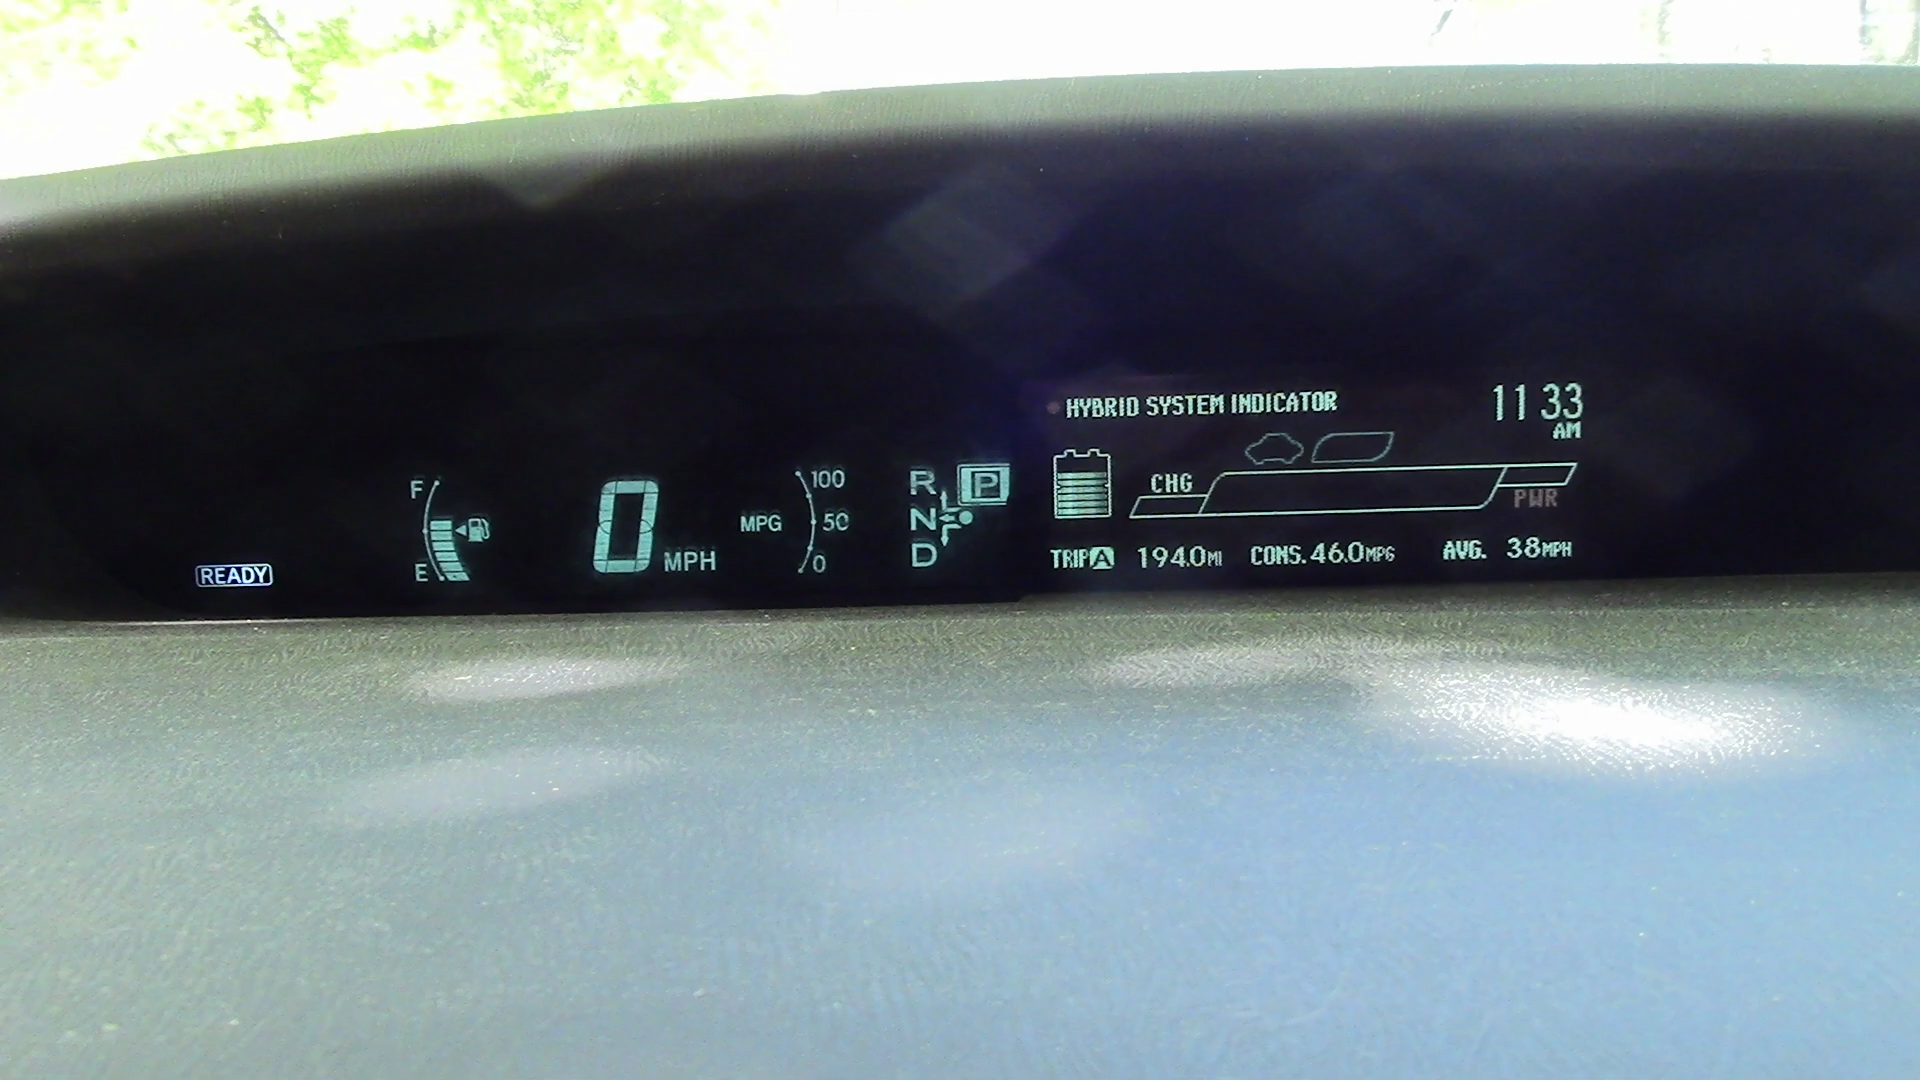 HYBRID SYSTEM INDICATOR 11 33
AM
F 0 MPH MPG 100 R P
50 N
E 0 D
CHG PWR
READY
TRIP A 194.0 MI CONS. 46.0 MPG AVG. 38 MPH